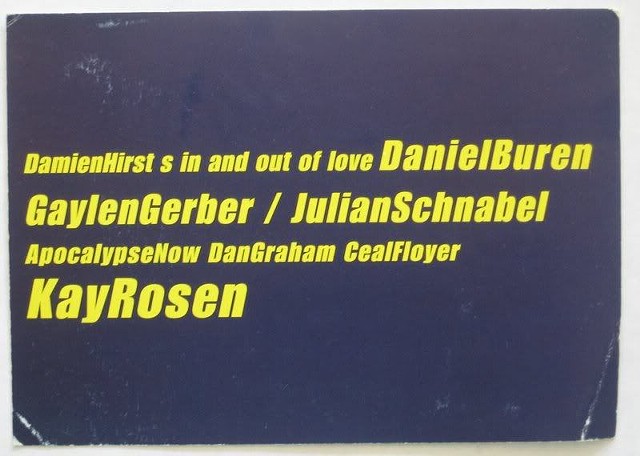 DamienHirst s in and out of love DanielBuren
GaylenGerber / JulianSchnabel
ApocalypseNow DanGraham CealFloyer
KayRosen